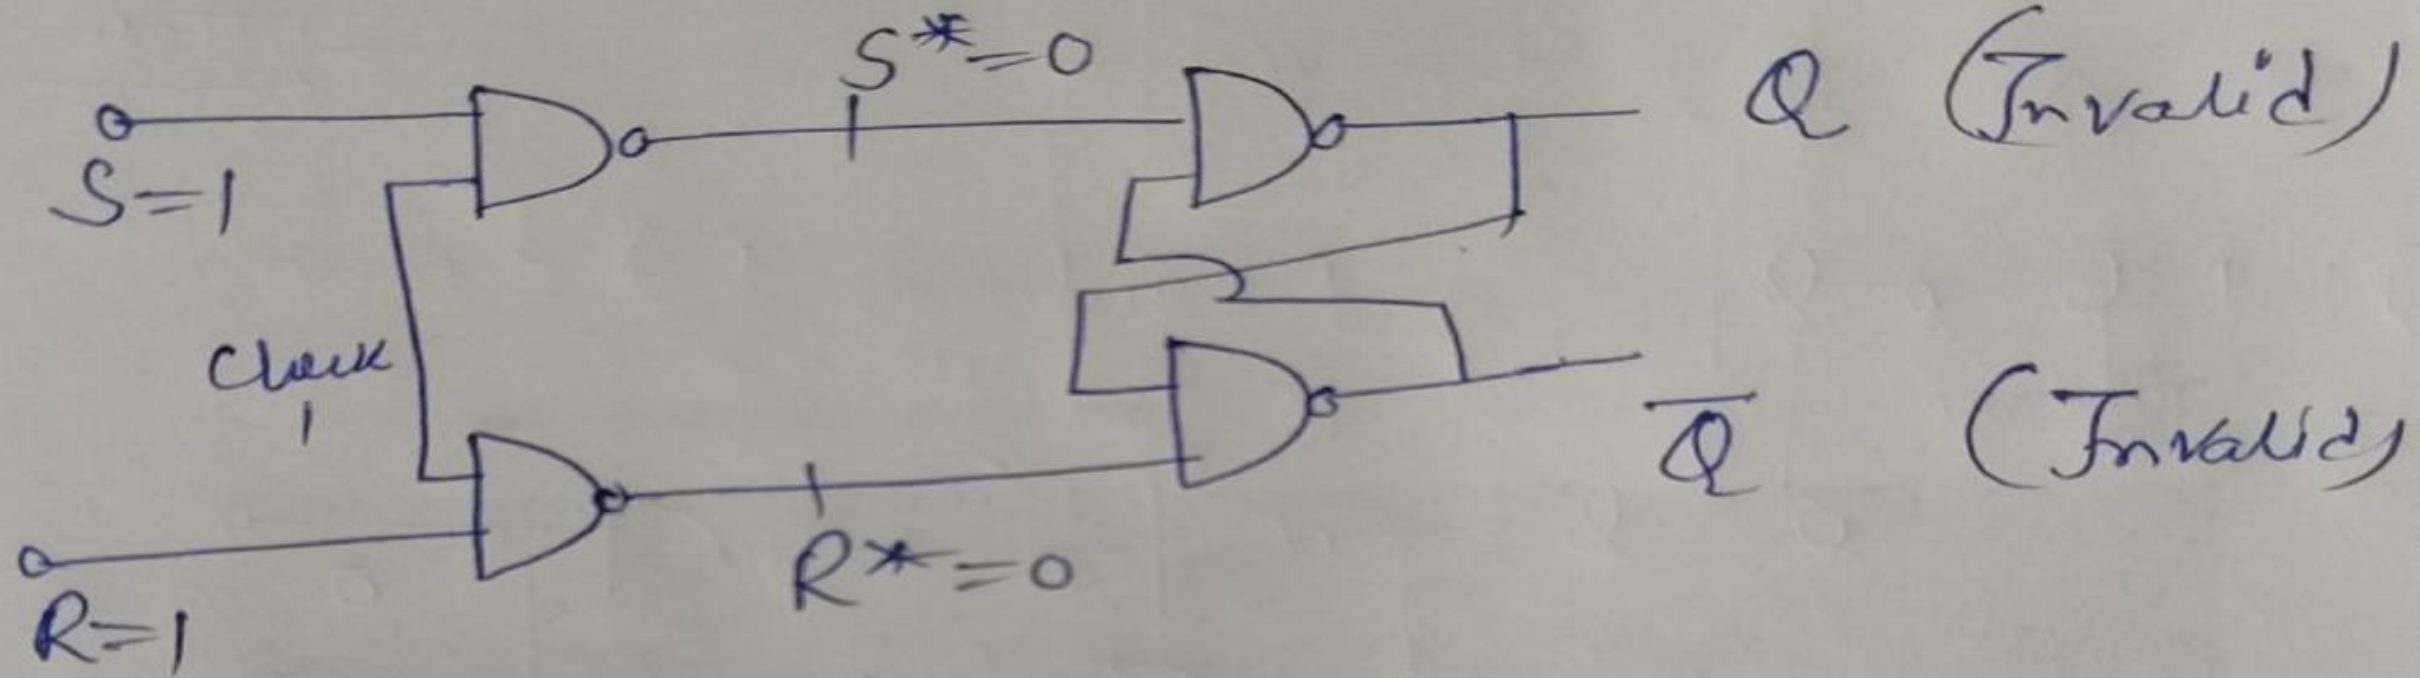 S*=0
Q (Invalid)
S=1
Clock
1
Q̅ (Invalid)
R*=0
R=1